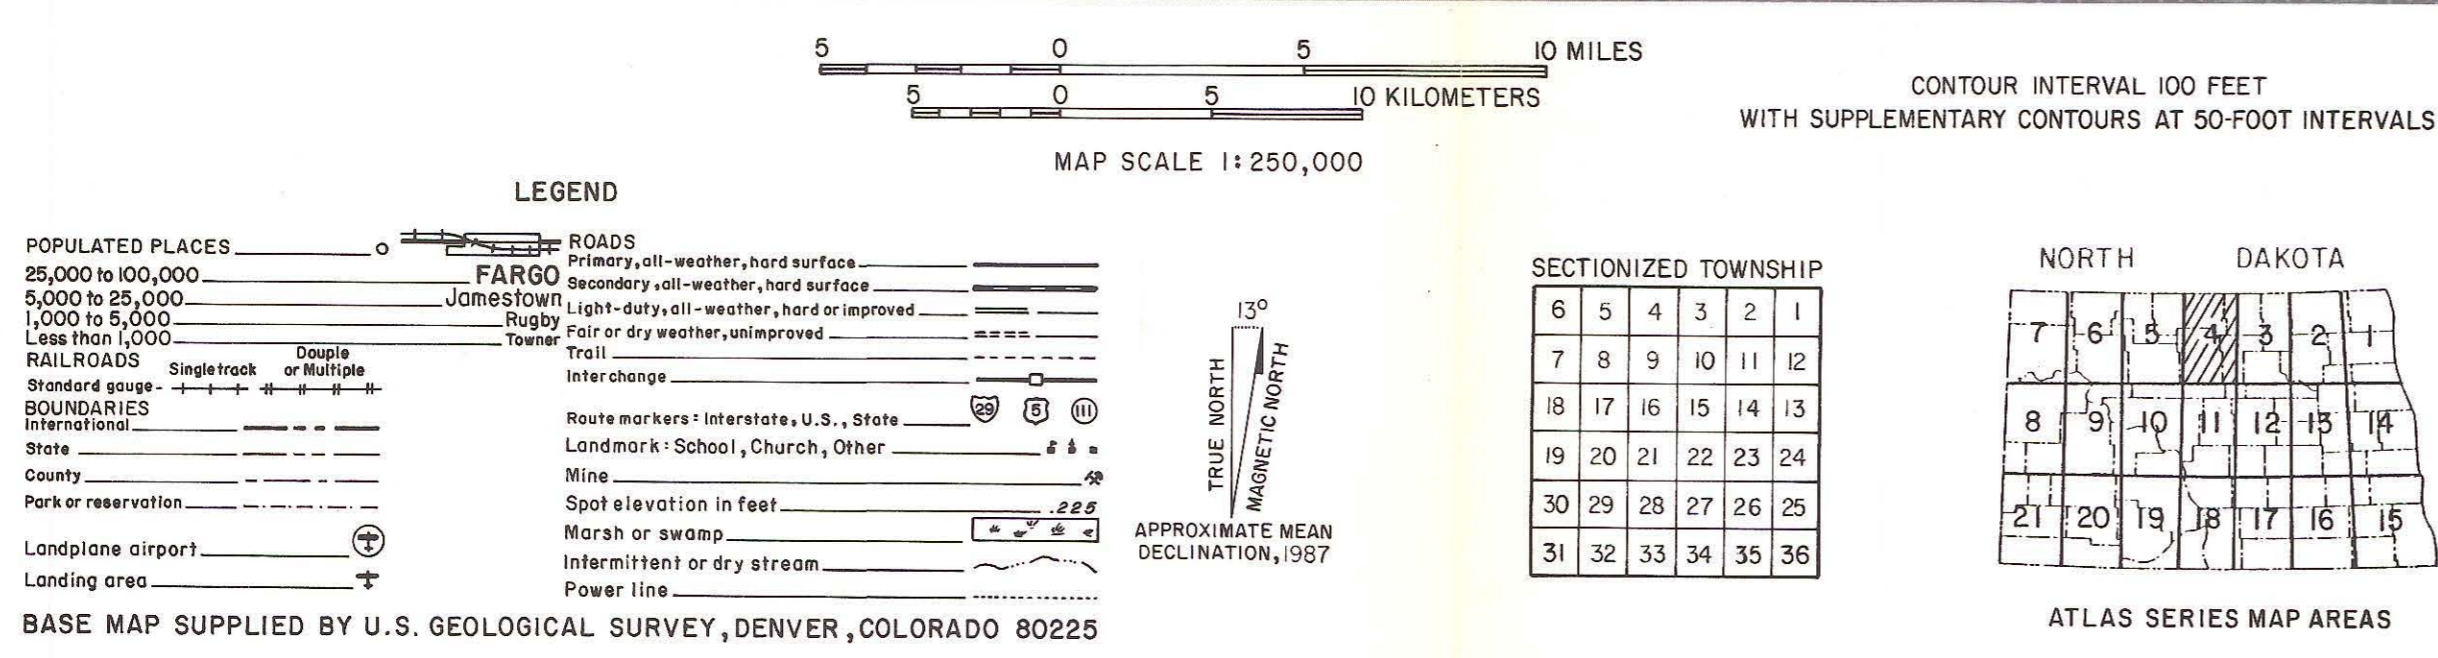 5 0 5 10 MILES
5 0 5 10 KILOMETERS
MAP SCALE 1:250,000
CONTOUR INTERVAL 100 FEET
WITH SUPPLEMENTARY CONTOURS AT 50-FOOT INTERVALS
LEGEND
POPULATED PLACES
25,000 to 100,000 FARGO
5,000 to 25,000 Jamestown
1,000 to 5,000 Rugby
Less than 1,000 Towner
RAILROADS
Single track
Douple
or Multiple
Standard gauge-
BOUNDARIES
International
State
County
Park or reservation
Landplane airport
Landing area
ROADS
Primary, all-weather, hard surface
Secondary, all-weather, hard surface
Light-duty, all-weather, hard or improved
Fair or dry weather, unimproved
Trail
Interchange
Route markers: Interstate, U.S., State 29 5 111
Landmark: School, Church, Other
Mine
Spot elevation in feet .225
Marsh or swamp
Intermittent or dry stream
Power line
BASE MAP SUPPLIED BY U.S. GEOLOGICAL SURVEY, DENVER, COLORADO 80225
13°
TRUE NORTH
MAGNETIC NORTH
APPROXIMATE MEAN
DECLINATION, 1987
SECTIONIZED TOWNSHIP
6 5 4 3 2 1
7 8 9 10 11 12
18 17 16 15 14 13
19 20 21 22 23 24
30 29 28 27 26 25
31 32 33 34 35 36
NORTH DAKOTA
7 6 5 4 3 2 1
8 9 10 11 12 13 14
21 20 19 18 17 16 15
ATLAS SERIES MAP AREAS